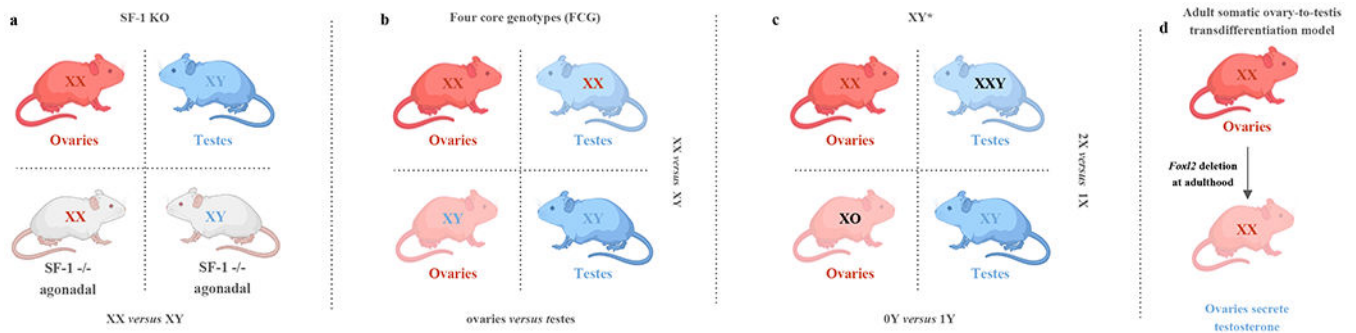 a
SF-1 KO
XX
XY
Ovaries
Testes
XX
XY
SF-1 -/-
agonadal
SF-1 -/-
agonadal
XX versus XY
b
Four core genotypes (FCG)
XX
XX
Ovaries
Testes
XY
XY
Ovaries
Testes
XX versus XY
ovaries versus testes
c
XY*
XX
XXY
Ovaries
Testes
XO
XY
Ovaries
Testes
2X versus 1X
0Y versus 1Y
d
Adult somatic ovary-to-testis
transdifferentiation model
XX
Ovaries
Foxl2 deletion
at adulthood
XX
Ovaries secrete
testosterone